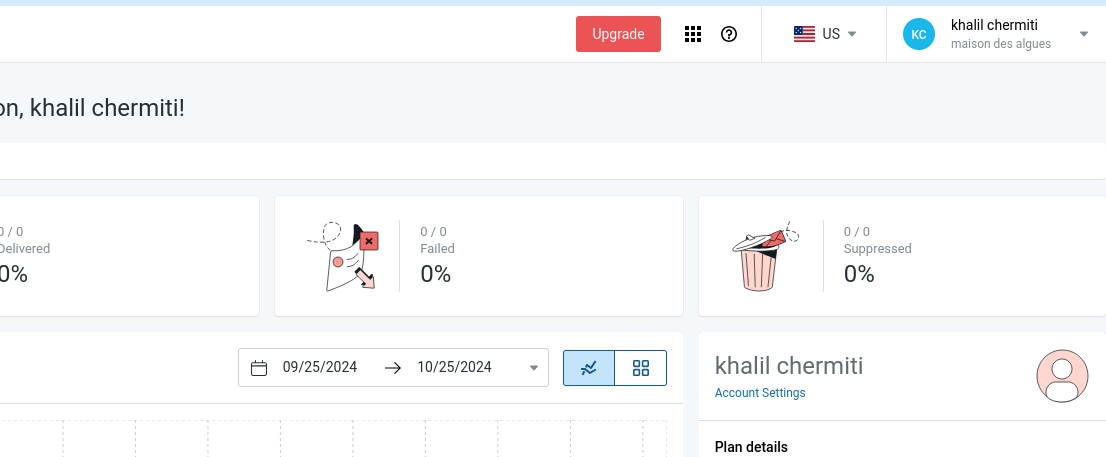 Upgrade
US
KC
khalil chermiti
maison des algues
on, khalil chermiti!
0 / 0
Delivered
0%
0 / 0
Failed
0%
0 / 0
Suppressed
0%
09/25/2024
10/25/2024
khalil chermiti
Account Settings
Plan details